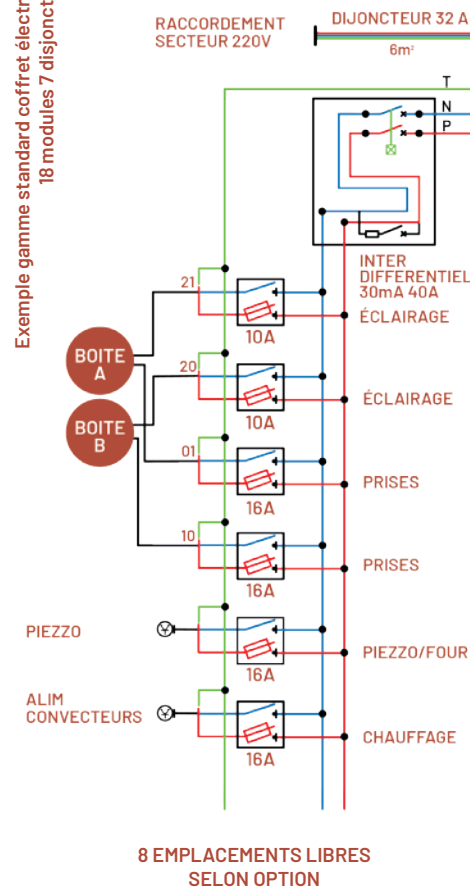 Exemple gamme standard coffret électr
18 modules 7 disjonct
RACCORDEMENT
SECTEUR 220V
DIJONCTEUR 32 A
6m²
T
N
P
INTER
DIFFERENTIEL
30mA 40A
21
10A
ÉCLAIRAGE
BOITE
A
20
10A
ÉCLAIRAGE
BOITE
B
01
16A
PRISES
10
16A
PRISES
PIEZZO
16A
PIEZZO/FOUR
ALIM
CONVECTEURS
16A
CHAUFFAGE
8 EMPLACEMENTS LIBRES
SELON OPTION